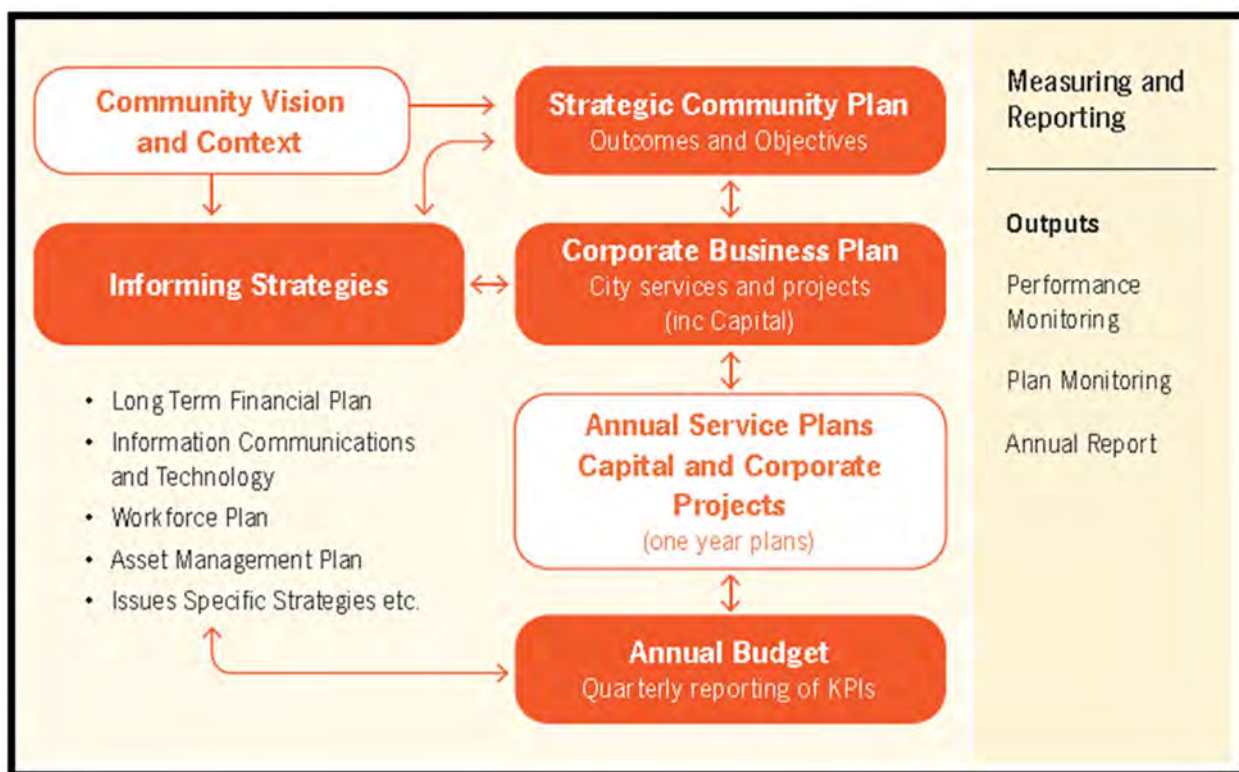 Community Vision
and Context
Strategic Community Plan
Outcomes and Objectives
Informing Strategies
Corporate Business Plan
City services and projects
(inc Capital)
• Long Term Financial Plan
• Information Communications
and Technology
• Workforce Plan
• Asset Management Plan
• Issues Specific Strategies etc.
Annual Service Plans
Capital and Corporate
Projects
(one year plans)
Annual Budget
Quarterly reporting of KPIs
Measuring and
Reporting
Outputs
Performance
Monitoring
Plan Monitoring
Annual Report